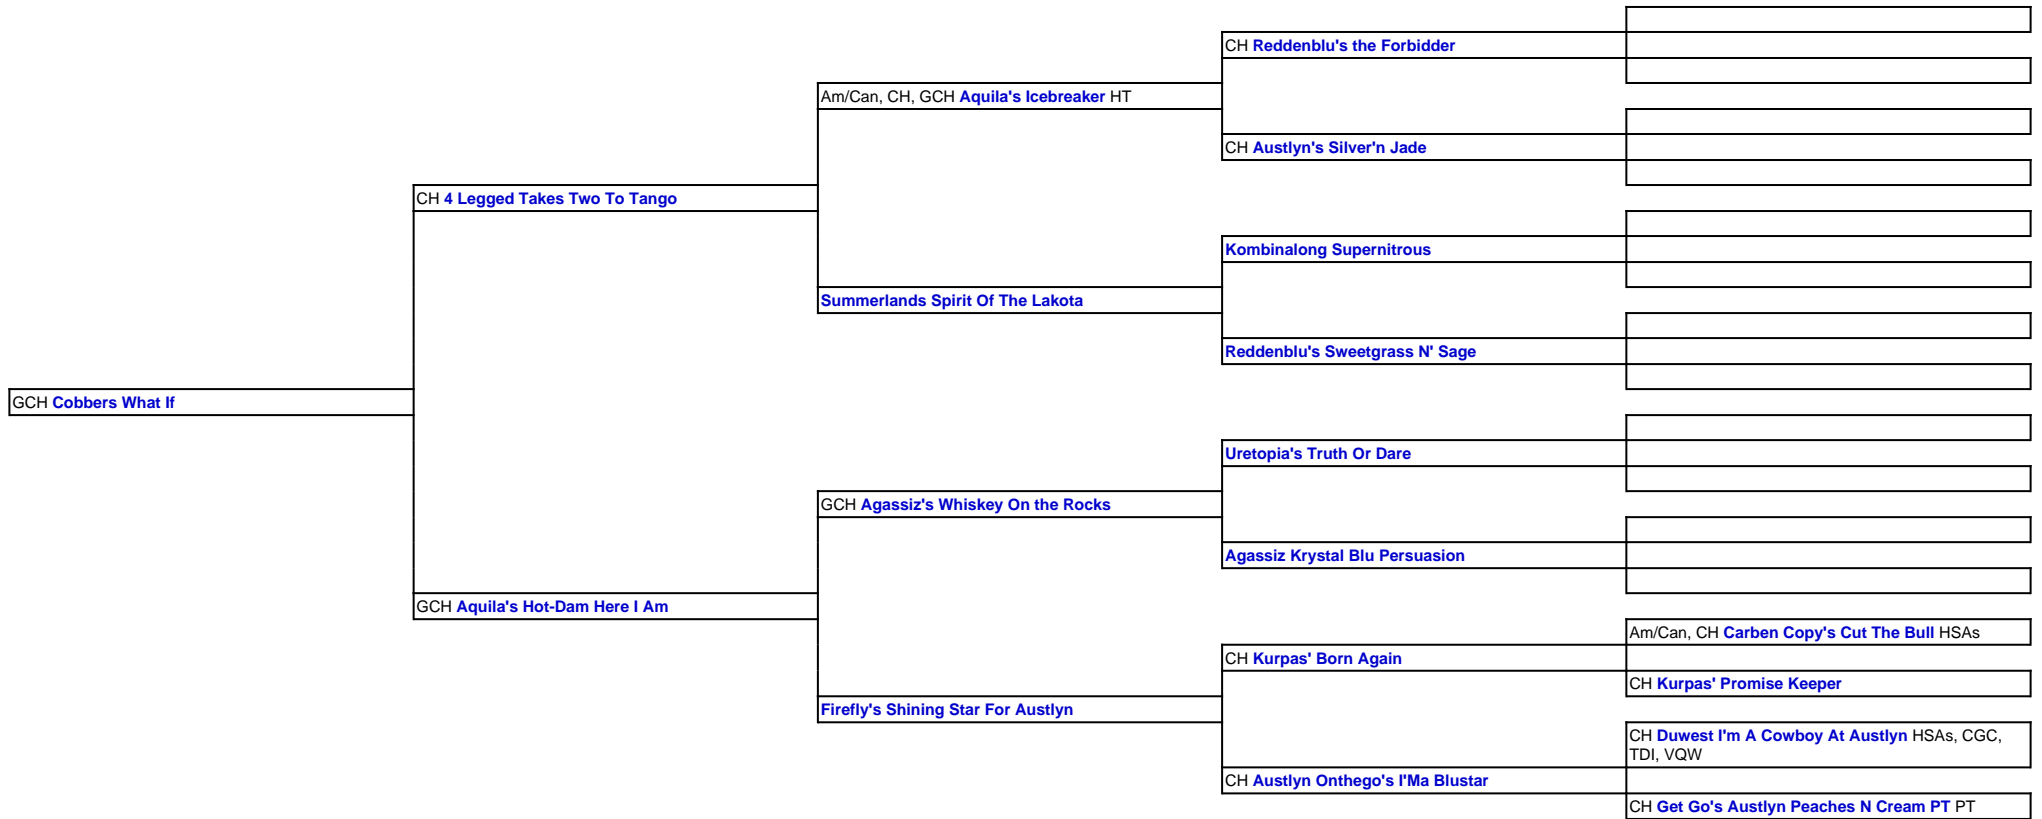 CH Reddenblu's the Forbidder
Am/Can, CH, GCH Aquila's Icebreaker HT
CH Austlyn's Silver'n Jade
CH 4 Legged Takes Two To Tango
Kombinalong Supernitrous
Summerlands Spirit Of The Lakota
Reddenblu's Sweetgrass N' Sage
GCH Cobbers What If
Uretopia's Truth Or Dare
GCH Agassiz's Whiskey On the Rocks
Agassiz Krystal Blu Persuasion
GCH Aquila's Hot-Dam Here I Am
Am/Can, CH Carben Copy's Cut The Bull HSAs
CH Kurpas' Born Again
CH Kurpas' Promise Keeper
Firefly's Shining Star For Austlyn
CH Duwest I'm A Cowboy At Austlyn HSAs, CGC,
TDI, VQW
CH Austlyn Onthego's I'Ma Blustar
CH Get Go's Austlyn Peaches N Cream PT PT